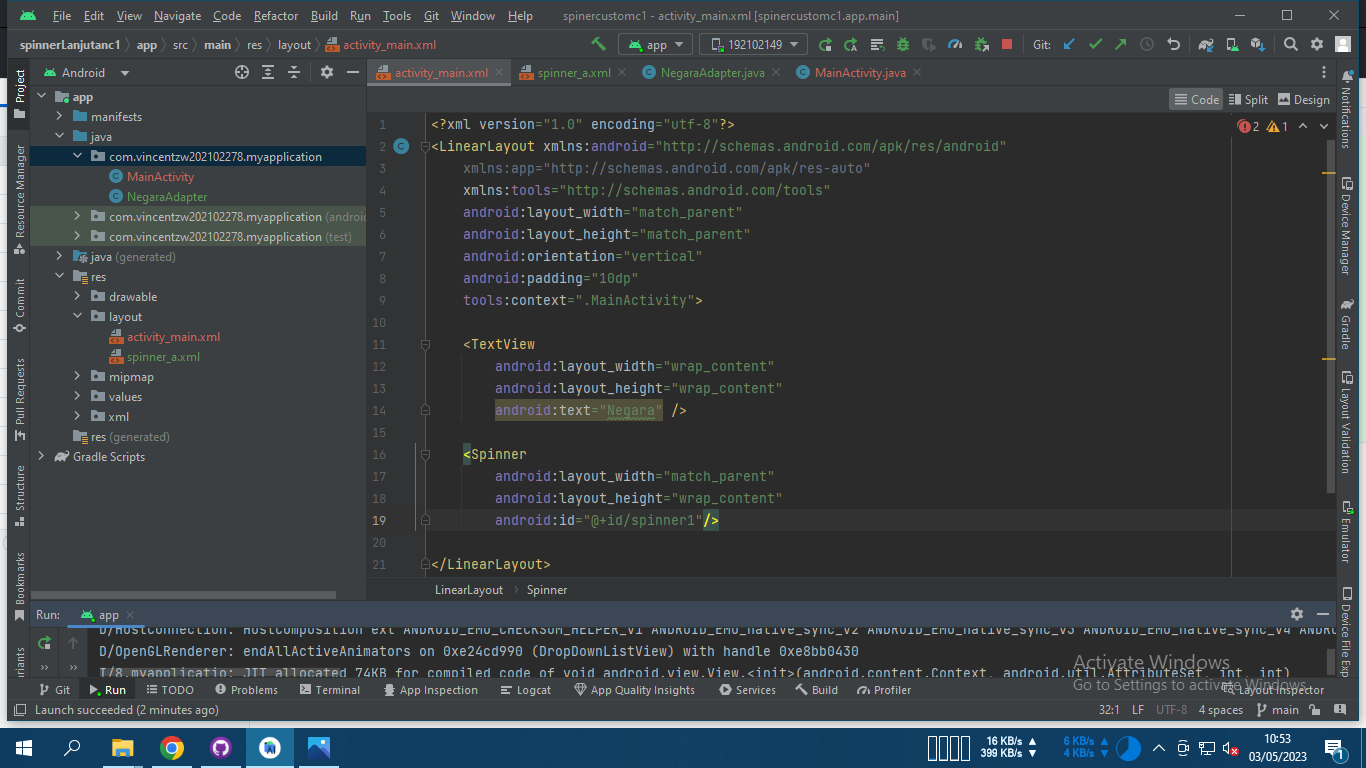 File Edit View Navigate Code Refactor Build Run Tools Git Window Help spinercustomc1 - activity_main.xml [spinercustomc1.app.main]
spinnerLanjutanc1 app src main res layout activity_main.xml app 192102149 Git:
Project
Resource Manager
Commit
Pull Requests
Structure
Bookmarks
Android
app
manifests
java
com.vincentzw202102278.myapplication
MainActivity
NegaraAdapter
com.vincentzw202102278.myapplication
com.vincentzw202102278.myapplication (test)
java (generated)
res
drawable
layout
activity_main.xml
spinner_a.xml
mipmap
values
xml
res (generated)
Gradle Scripts
activity_main.xml spinner_a.xml NegaraAdapter.java MainActivity.java
Code Split Design
2 1
1 <?xml version="1.0" encoding="utf-8"?>
2 <LinearLayout xmlns:android="http://schemas.android.com/apk/res/android"
3 xmlns:app="http://schemas.android.com/apk/res-auto"
4 xmlns:tools="http://schemas.android.com/tools"
5 android:layout_width="match_parent"
6 android:layout_height="match_parent"
7 android:orientation="vertical"
8 android:padding="10dp"
9 tools:context=".MainActivity">
10
11 <TextView
12 android:layout_width="wrap_content"
13 android:layout_height="wrap_content"
14 android:text="Negara" />
15
16 <Spinner
17 android:layout_width="match_parent"
18 android:layout_height="wrap_content"
19 android:id="@+id/spinner1"/>
20
21 </LinearLayout>
LinearLayout Spinner
Notifications
Device Manager
Gradle
Layout Validation
Emulator
Device File Exp
Run: app
D/HostConnection: HostComposition ext ANDROID_EMU_CHECKSUM_HELPER_v1 ANDROID_EMU_native_sync_v2 ANDROID_EMU_native_sync_v3 ANDROID_EMU_native_sync_v4
D/OpenGLRenderer: endAllActiveAnimators on 0xe24cd990 (DropDownListView) with handle 0xe8bb0430
I/8.myapplicatio: JIT allocated 74KB for compiled code of void android.view.View.<init>(android.content.Context, android.util.AttributeSet, int, int)
Activate Windows
Go to Settings to activate Windows.
Git Run TODO Problems Terminal App Inspection Logcat App Quality Insights Services Build Profiler Layout Inspector
Launch succeeded (2 minutes ago) 32:1 LF UTF-8 4 spaces main
16 KB/s
399 KB/s
6 KB/s
4 KB/s
10:53
03/05/2023
1